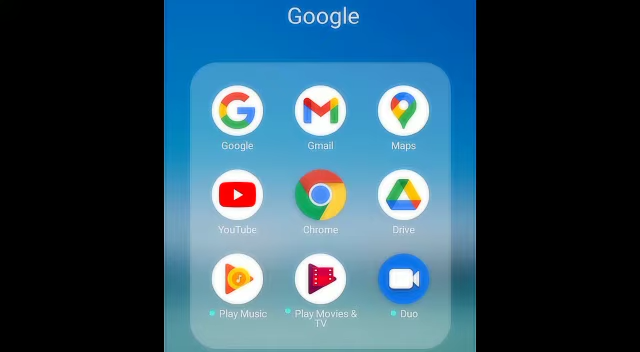 Google
Google
Gmail
Maps
YouTube
Chrome
Drive
Play Music
Play Movies &
TV
Duo